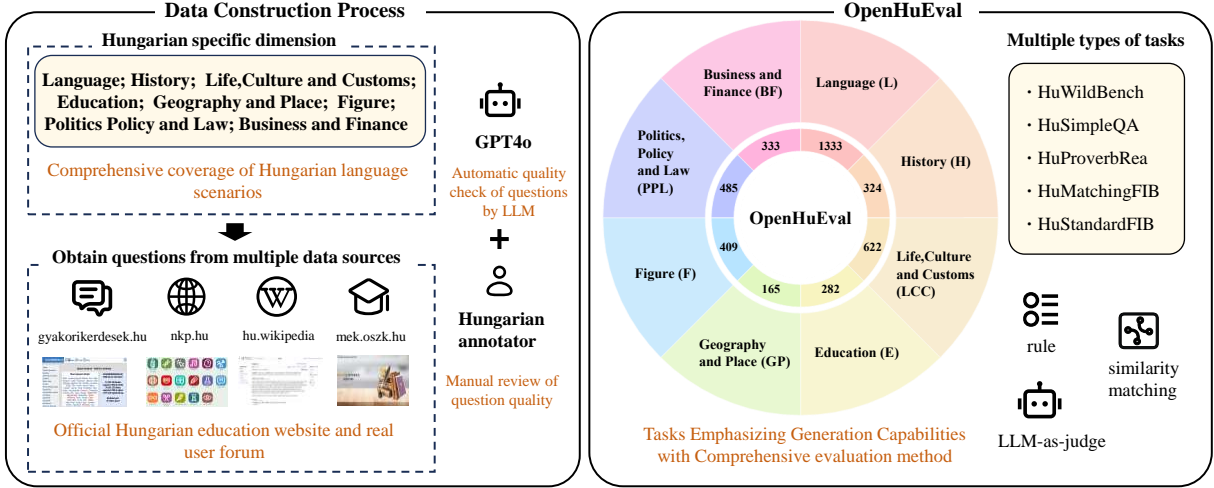 Data Construction Process
Hungarian specific dimension
Language; History; Life,Culture and Customs;
Education; Geography and Place; Figure;
Politics Policy and Law; Business and Finance
Comprehensive coverage of Hungarian language
scenarios
Obtain questions from multiple data sources
gyakorikerdesek.hu
nkp.hu
hu.wikipedia
mek.oszk.hu
Official Hungarian education website and real
user forum
GPT4o
Automatic quality
check of questions
by LLM
+
Hungarian
annotator
Manual review of
question quality
OpenHuEval
Business and
Finance (BF)
Language (L)
Politics,
Policy
and Law
(PPL)
History (H)
333
1333
485
324
OpenHuEval
409
622
165
282
Figure (F)
Life,Culture
and Customs
(LCC)
Geography
and Place (GP)
Education (E)
Tasks Emphasizing Generation Capabilities
with Comprehensive evaluation method
Multiple types of tasks
· HuWildBench
· HuSimpleQA
· HuProverbRea
· HuMatchingFIB
· HuStandardFIB
rule
similarity
matching
LLM-as-judge